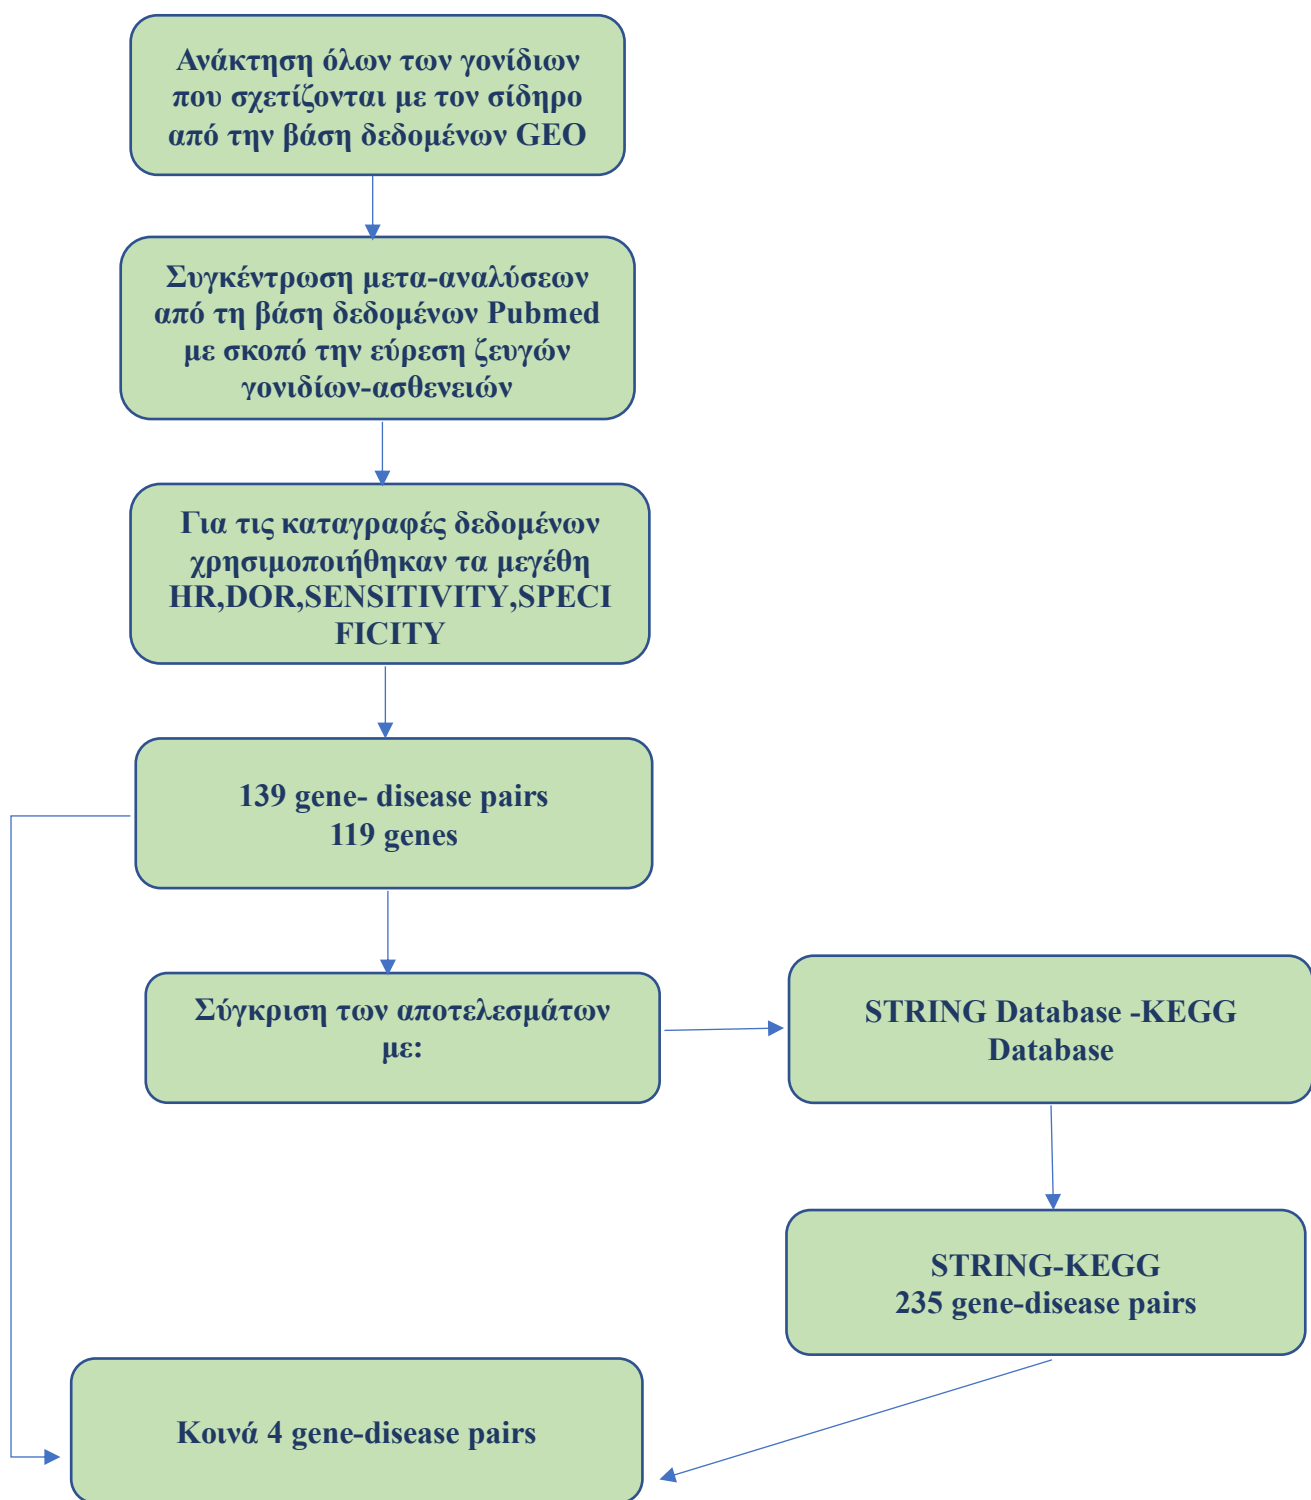 Ανάκτηση όλων των γονίδιων
που σχετίζονται με τον σίδηρο
από την βάση δεδομένων GEO
Συγκέντρωση μετα-αναλύσεων
από τη βάση δεδομένων Pubmed
με σκοπό την εύρεση ζευγών
γονιδίων-ασθενειών
Για τις καταγραφές δεδομένων
χρησιμοποιήθηκαν τα μεγέθη
HR,DOR,SENSITIVITY,SPECI
FICITY
139 gene- disease pairs
119 genes
Σύγκριση των αποτελεσμάτων
με:
STRING Database -KEGG
Database
STRING-KEGG
235 gene-disease pairs
Κοινά 4 gene-disease pairs